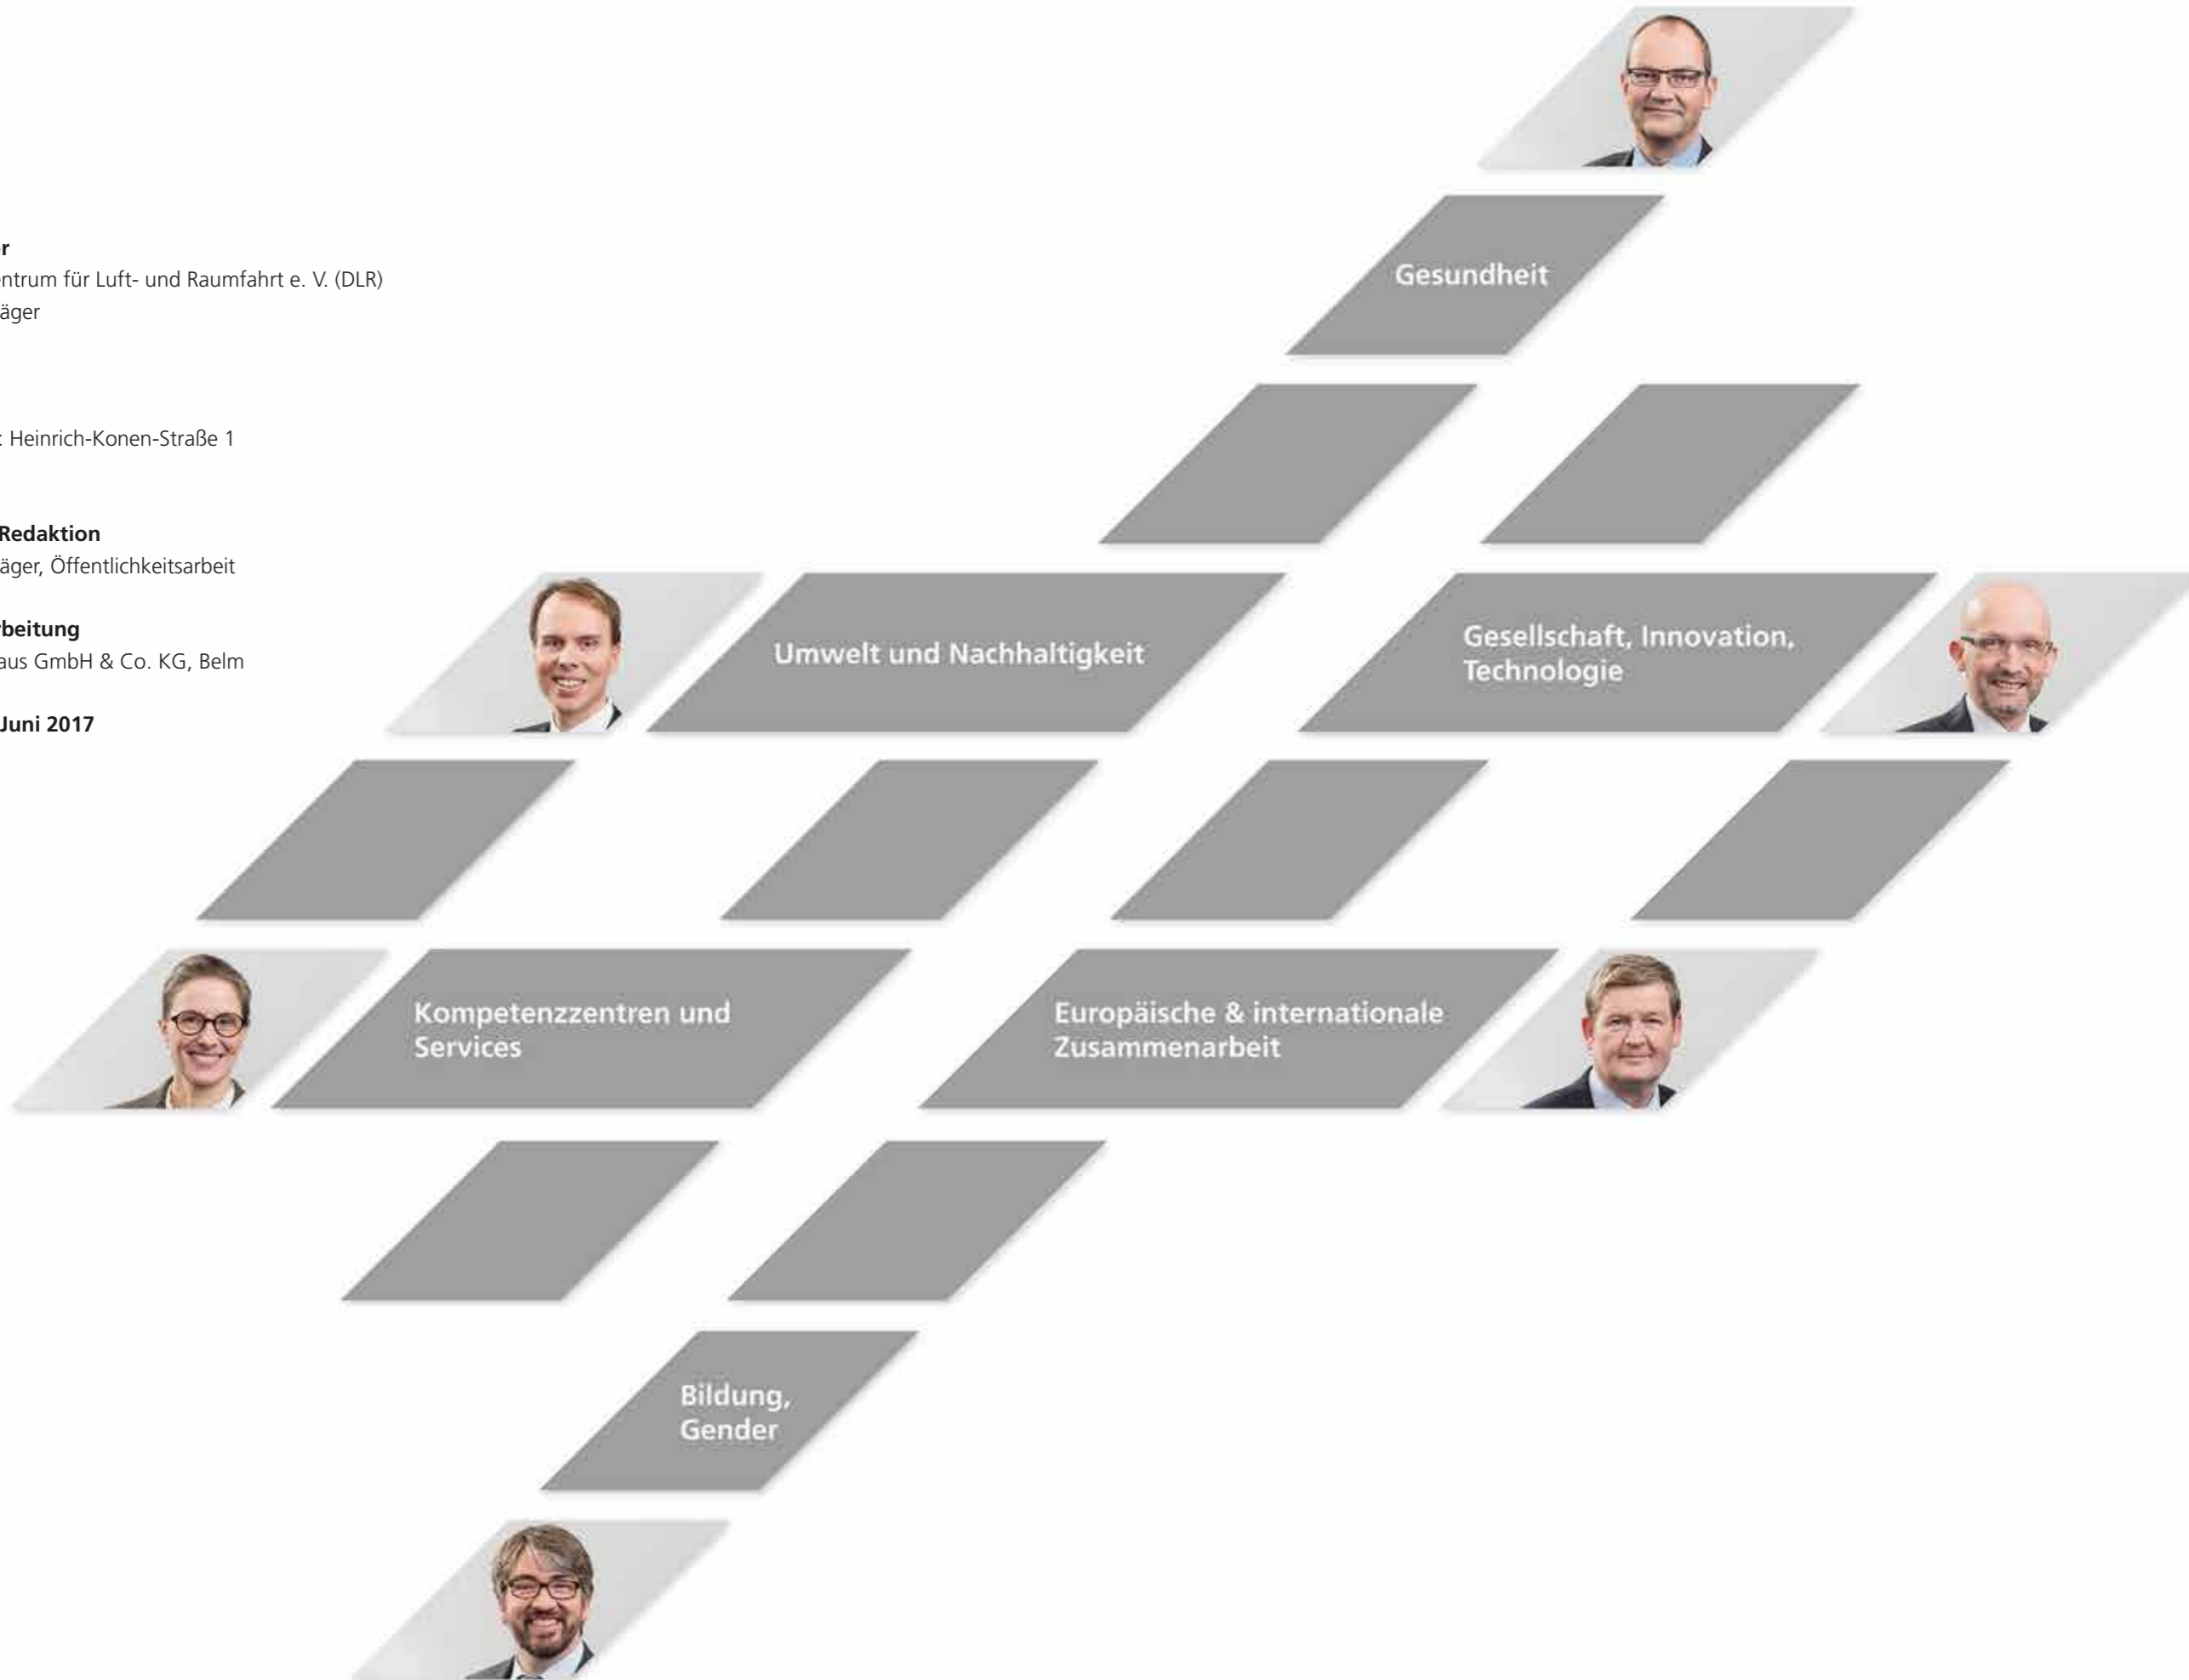 r
entrum für Luft- und Raumfahrt e. V. (DLR)
äger
: Heinrich-Konen-Straße 1
Redaktion
äger, Öffentlichkeitsarbeit
beitung
aus GmbH & Co. KG, Belm
Juni 2017
Gesundheit
Umwelt und Nachhaltigkeit
Gesellschaft, Innovation,
Technologie
Kompetenzzentren und
Services
Europäische & internationale
Zusammenarbeit
Bildung,
Gender